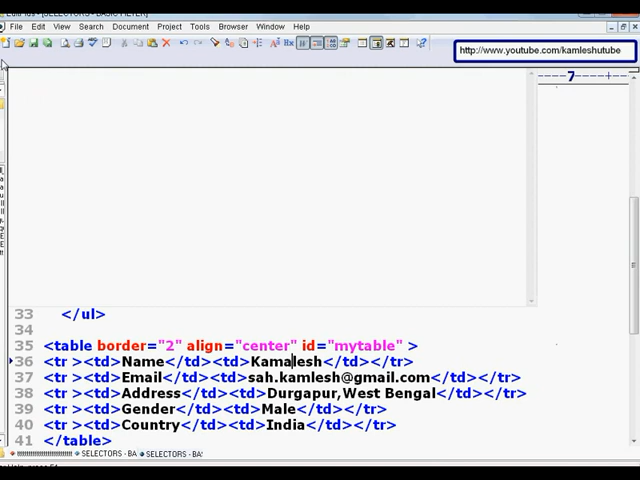 EditPlus - [SELECTORS - BASIC FILTER]
File Edit View Search Document Project Tools Browser Window Help
http://www.youtube.com/kamleshutube
7
33 </ul>
34
35 <table border="2" align="center" id="mytable" >
36 <tr ><td>Name</td><td>Kamalesh</td></tr>
37 <tr ><td>Email</td><td>sah.kamlesh@gmail.com</td></tr>
38 <tr ><td>Address</td><td>Durgapur,West Bengal</td></tr>
39 <tr ><td>Gender</td><td>Male</td></tr>
40 <tr ><td>Country</td><td>India</td></tr>
41 </table>
SELECTORS - BA SELECTORS - BAS